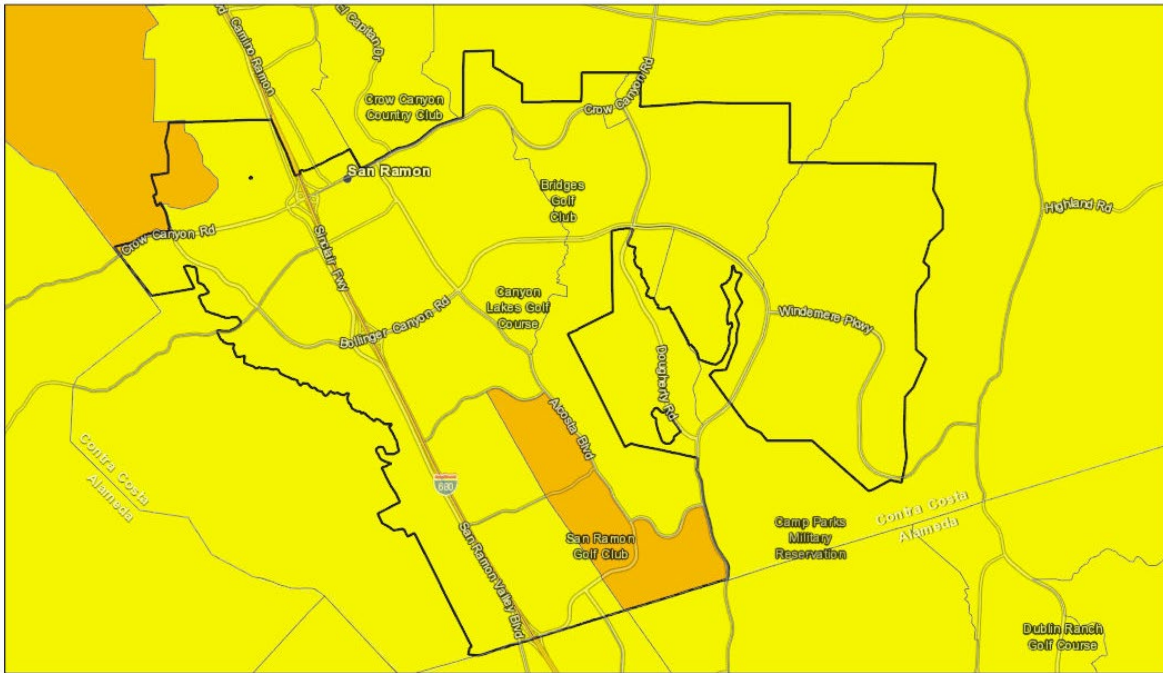 Camino Ramon
El Capitan Dr
Crow Canyon
Country Club
Crow Canyon Rd
San Ramon
Bridges
Golf
Club
Highland Rd
Crow Canyon Rd
Sinclair Fwy
Canyon
Lakes Golf
Course
Bollinger Canyon Rd
Windemere Pkwy
Dougherty Rd
Alcosta Blvd
Contra Costa
Alameda
680
San Ramon
Golf Club
Camp Parks
Military
Reservation
Contra Costa
Alameda
San Ramon Valley Blvd
Dublin Ranch
Golf Course